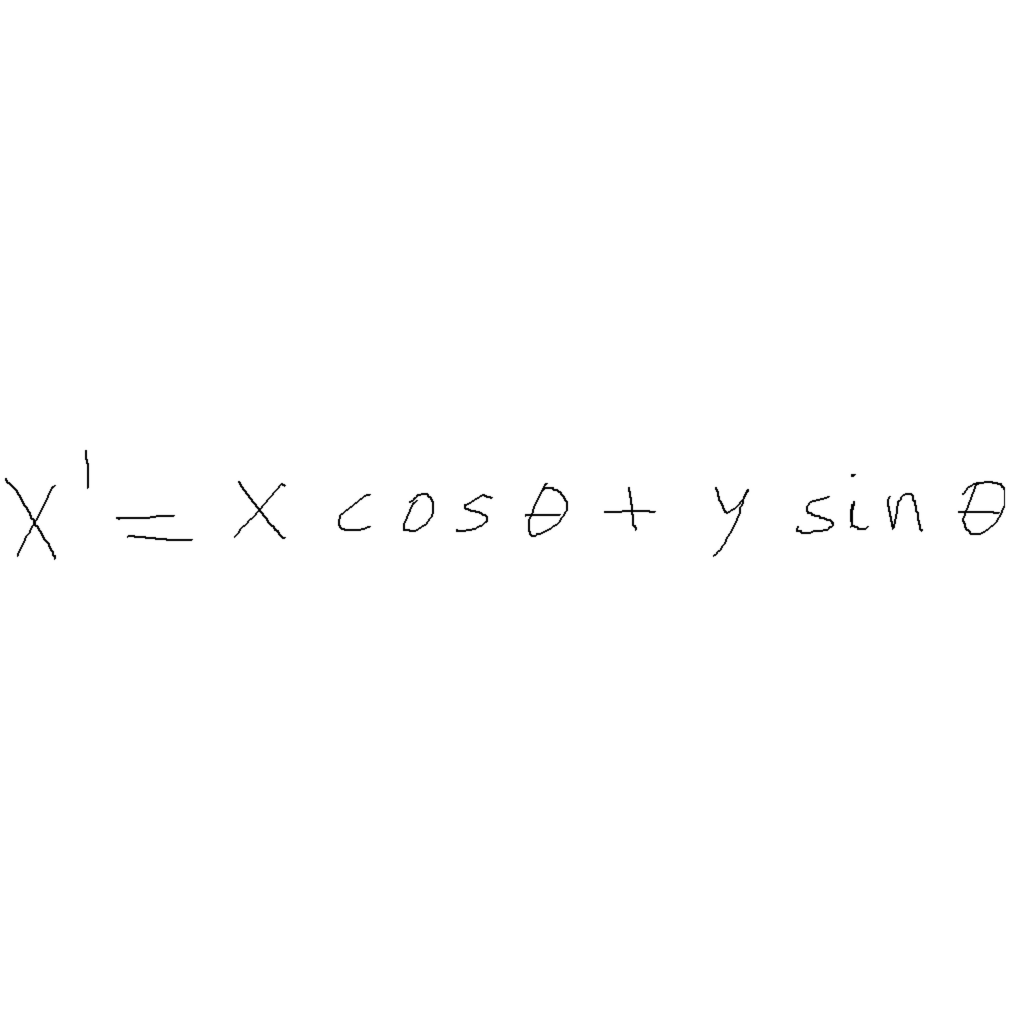 x' = x cos θ + y sin θ